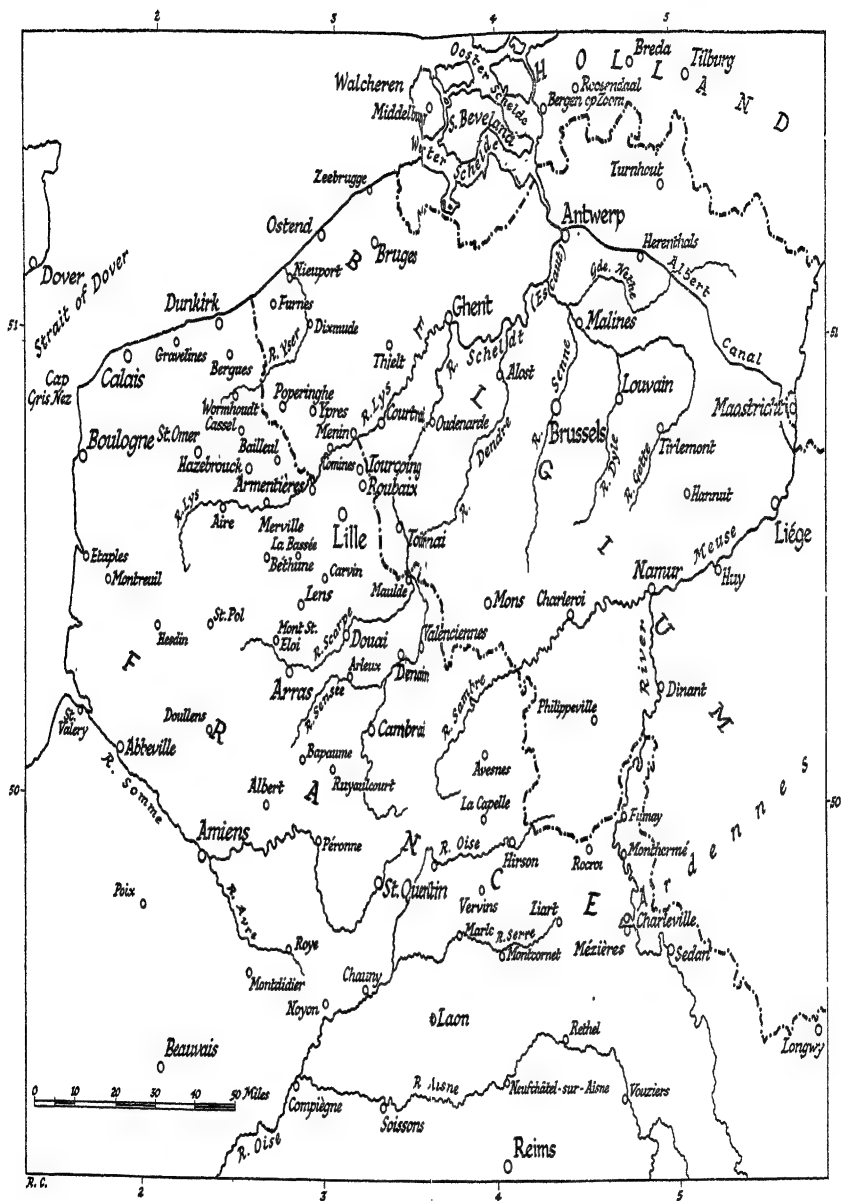 2 3 4 5
HOLLAND
Breda
Tilburg
Ooster Schelde
Walcheren
Roosendaal
Middelburg
Bergen op Zoom
S. Beveland
Wester Schelde
Turnhout
Zeebrugge
Antwerp
Ostend
Bruges
Herenthals
Dover
Strait of Dover
Nieuport
(Escaut)
Gde. Nethe
Albert Canal
Dunkirk
Furnes
Ghent
Malines
51
51
Gravelines
Bergues
Dixmude
R. Yser
Thielt
R. Scheldt
Alost
Cap Gris Nez
Calais
Wormhoudt
Poperinghe
Ypres
R. Lys
Courtrai
Oudenarde
R. Senne
Louvain
Maastricht
Cassel
Menin
Brussels
Boulogne
St. Omer
Bailleul
R. Dendre
Tirlemont
Hazebrouck
Comines
Tourcoing
R. Dyle
R. Gette
Armentières
Roubaix
Hannut
R. Lys
Aire
Merville
Lille
Tournai
Liége
Etaples
La Bassée
Béthune
Meuse
Montreuil
Carvin
Maulde
Namur
Huy
Lens
Mons
Charleroi
Hesdin
St. Pol
Mont St. Eloi
R. Scarpe
Douai
Valenciennes
BELGIUM
River
Arras
Arleux
Denain
Dinant
R. Sensée
R. Sambre
St. Valery
Doullens
Cambrai
Philippeville
Abbeville
Bapaume
R. Somme
Ruyaulcourt
Avesnes
50
50
Albert
La Capelle
Fumay
Ardennes
FRANCE
Amiens
Péronne
R. Oise
Hirson
Rocroi
Monthermé
St. Quentin
Poix
R. Avre
Vervins
Liart
Charleville
Roye
Marle
R. Serre
Mézières
Sedan
Montdidier
Chauny
Montcornet
Noyon
Laon
Longwy
Beauvais
Rethel
0 10 20 30 40 50 Miles
R. Aisne
Compiègne
Neufchâtel-sur-Aisne
Vouziers
Soissons
R. Oise
Reims
R.C.
2 3 4 5